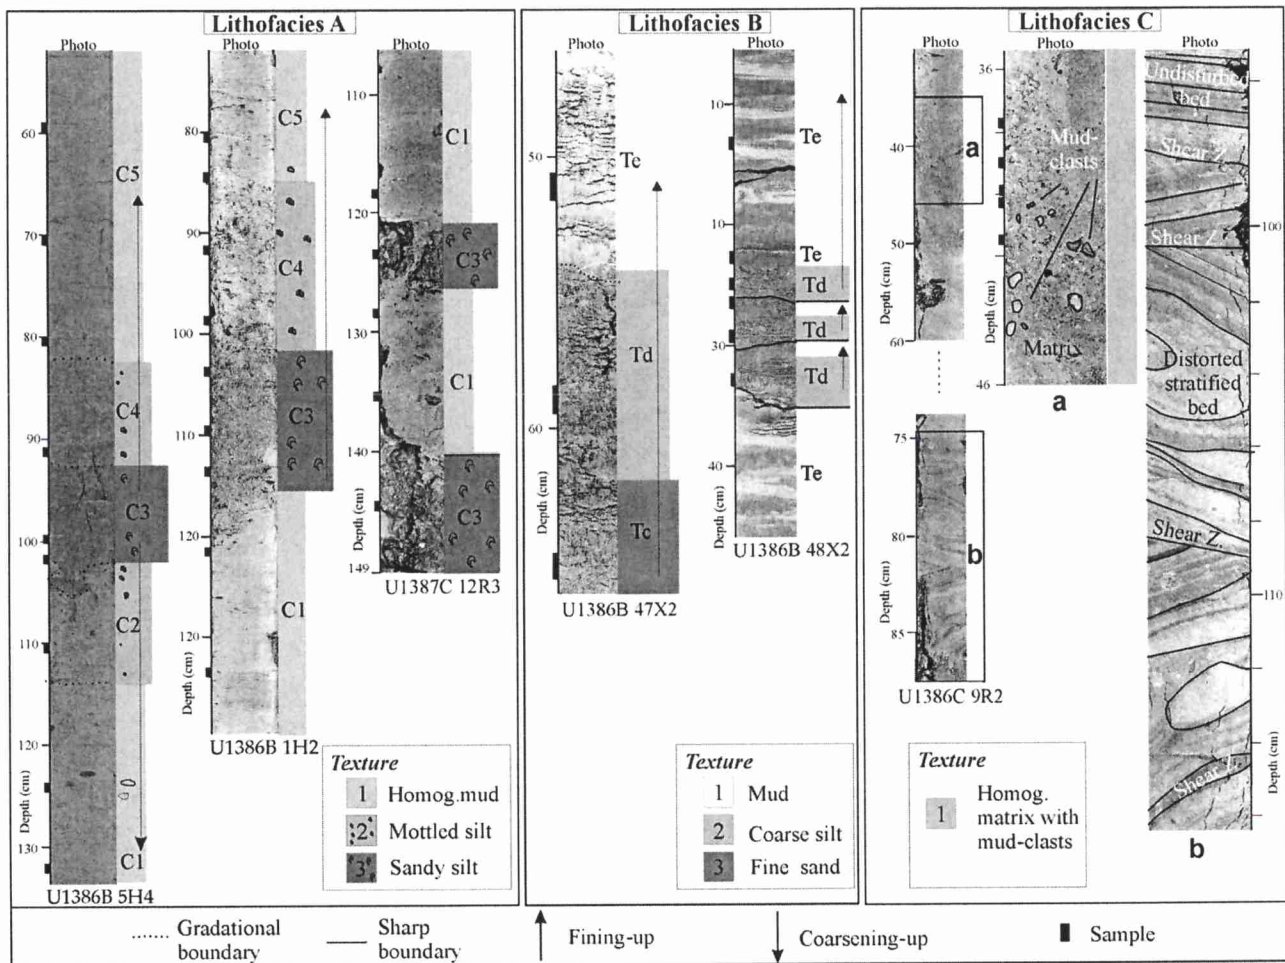 Lithofacies A
Photo
60
70
80
90
100
110
120
130
Depth (cm)
C5
C4
C3
C2
C1
U1386B 5H4
Photo
80
90
100
110
120
120
Depth (cm)
C5
C4
C3
C1
U1386B 1H2
Photo
110
120
130
140
149
Depth (cm)
C1
C3
C1
C3
U1387C 12R3
Texture
1 Homog.mud
2 Mottled silt
3 Sandy silt
Lithofacies B
Photo
50
60
Depth (cm)
Te
Td
Tc
U1386B 47X2
Photo
10
10
30
40
Depth (cm)
Te
Te
Td
Td
Td
Te
U1386B 48X2
Texture
1 Mud
2 Coarse silt
3 Fine sand
Lithofacies C
Photo
40
50
60
75
80
85
Depth (cm)
Depth (cm)
a
b
U1386C 9R2
Photo
36
46
Depth (cm)
Mud-
clasts
Matrix
a
Photo
Undisturbed
bed
Shear Z.
Shear Z.
Distorted
stratified
bed
Shear Z.
Shear Z.
100
110
Depth (cm)
b
Texture
1 Homog.
matrix with
mud-clasts
Gradational
boundary
Sharp
boundary
Fining-up
Coarsening-up
Sample